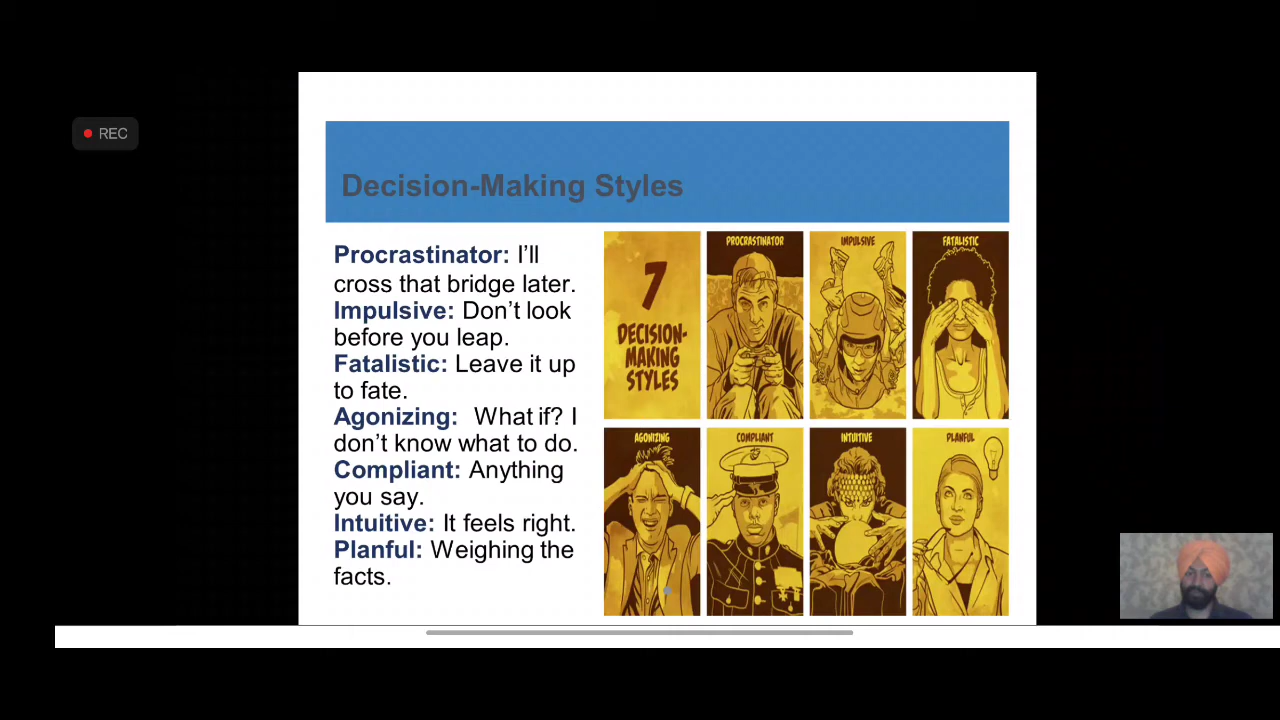 REC
Decision-Making Styles
Procrastinator: I’ll
cross that bridge later.
Impulsive: Don’t look
before you leap.
Fatalistic: Leave it up
to fate.
Agonizing:  What if? I
don’t know what to do.
Compliant: Anything
you say.
Intuitive: It feels right.
Planful: Weighing the
facts.
7
DECISION-
MAKING
STYLES
PROCRASTINATOR
IMPULSIVE
FATALISTIC
AGONIZING
COMPLIANT
INTUITIVE
PLANFUL